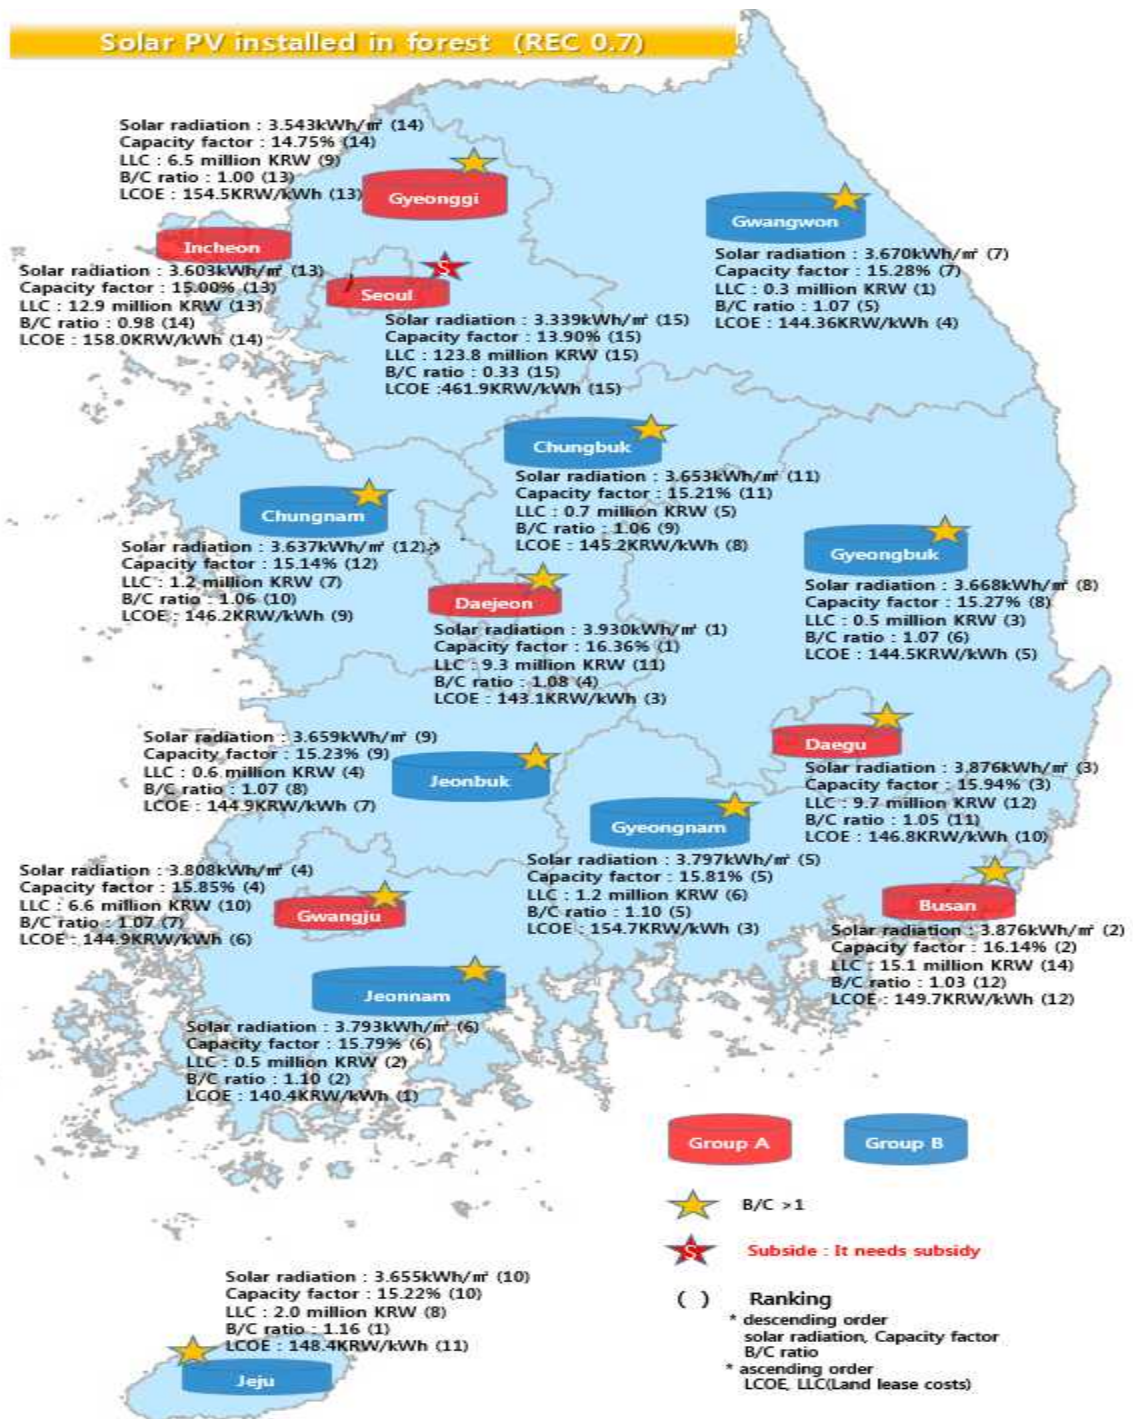 Solar PV installed in forest (REC 0.7)
Solar radiation : 3.543kWh/㎡ (14)
Capacity factor : 14.75% (14)
LLC : 6.5 million KRW (9)
B/C ratio : 1.00 (13)
LCOE : 154.5KRW/kWh (13)
Gyeonggi
Gwangwon
Solar radiation : 3.670kWh/㎡ (7)
Capacity factor : 15.28% (7)
LLC : 0.3 million KRW (1)
B/C ratio : 1.07 (5)
LCOE : 144.36KRW/kWh (4)
Incheon
Solar radiation : 3.603kWh/㎡ (13)
Capacity factor : 15.00% (13)
LLC : 12.9 million KRW (13)
B/C ratio : 0.98 (14)
LCOE : 158.0KRW/kWh (14)
S
Seoul
Solar radiation : 3.339kWh/㎡ (15)
Capacity factor : 13.90% (15)
LLC : 123.8 million KRW (15)
B/C ratio : 0.33 (15)
LCOE :461.9KRW/kWh (15)
Chungbuk
Solar radiation : 3.653kWh/㎡ (11)
Capacity factor : 15.21% (11)
LLC : 0.7 million KRW (5)
B/C ratio : 1.06 (9)
LCOE : 145.2KRW/kWh (8)
Chungnam
Solar radiation : 3.637kWh/㎡ (12)
Capacity factor : 15.14% (12)
LLC : 1.2 million KRW (7)
B/C ratio : 1.06 (10)
LCOE : 146.2KRW/kWh (9)
Gyeongbuk
Solar radiation : 3.668kWh/㎡ (8)
Capacity factor : 15.27% (8)
LLC : 0.5 million KRW (3)
B/C ratio : 1.07 (6)
LCOE : 144.5KRW/kWh (5)
Daejeon
Solar radiation : 3.930kWh/㎡ (1)
Capacity factor : 16.36% (1)
LLC : 9.3 million KRW (11)
B/C ratio : 1.08 (4)
LCOE : 143.1KRW/kWh (3)
Solar radiation : 3.659kWh/㎡ (9)
Capacity factor : 15.23% (9)
LLC : 0.6 million KRW (4)
B/C ratio : 1.07 (8)
LCOE : 144.9KRW/kWh (7)
Jeonbuk
Daegu
Solar radiation : 3.876kWh/㎡ (3)
Capacity factor : 15.94% (3)
LLC : 9.7 million KRW (12)
B/C ratio : 1.05 (11)
LCOE : 146.8KRW/kWh (10)
Gyeongnam
Solar radiation : 3.797kWh/㎡ (5)
Capacity factor : 15.81% (5)
LLC : 1.2 million KRW (6)
B/C ratio : 1.10 (5)
LCOE : 154.7KRW/kWh (3)
Solar radiation : 3.808kWh/㎡ (4)
Capacity factor : 15.85% (4)
LLC : 6.6 million KRW (10)
B/C ratio : 1.07 (7)
LCOE : 144.9KRW/kWh (6)
Gwangju
Busan
Solar radiation : 3.876kWh/㎡ (2)
Capacity factor : 16.14% (2)
LLC : 15.1 million KRW (14)
B/C ratio : 1.03 (12)
LCOE : 149.7KRW/kWh (12)
Jeonnam
Solar radiation : 3.793kWh/㎡ (6)
Capacity factor : 15.79% (6)
LLC : 0.5 million KRW (2)
B/C ratio : 1.10 (2)
LCOE : 140.4KRW/kWh (1)
Group A
Group B
B/C >1
S
Subside : It needs subsidy
( ) Ranking
* descending order
solar radiation, Capacity factor
B/C ratio
* ascending order
LCOE, LLC(Land lease costs)
Solar radiation : 3.655kWh/㎡ (10)
Capacity factor : 15.22% (10)
LLC : 2.0 million KRW (8)
B/C ratio : 1.16 (1)
LCOE : 148.4KRW/kWh (11)
Jeju